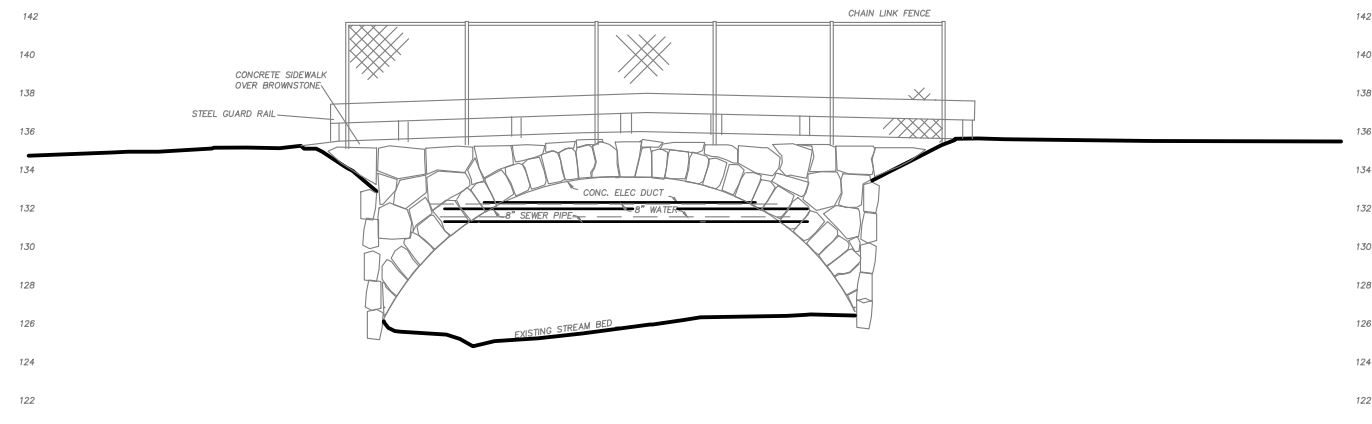 142
142
CHAIN LINK FENCE
140
140
CONCRETE SIDEWALK
OVER BROWNSTONE
138
138
STEEL GUARD RAIL
136
136
134
134
CONC. ELEC DUCT
132
8" WATER
132
8" SEWER PIPE
130
130
128
128
126
EXISTING STREAM BED
126
124
124
122
122